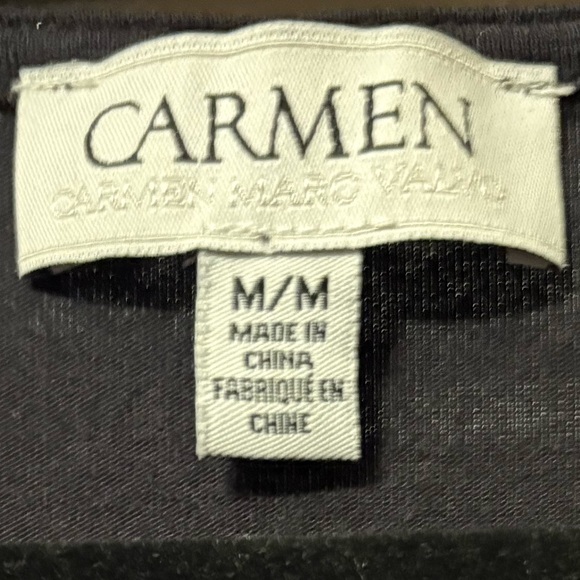 CARMEN
CARMEN MARC VALVO
M/M
MADE IN
CHINA
FABRIQUÉ EN
CHINE